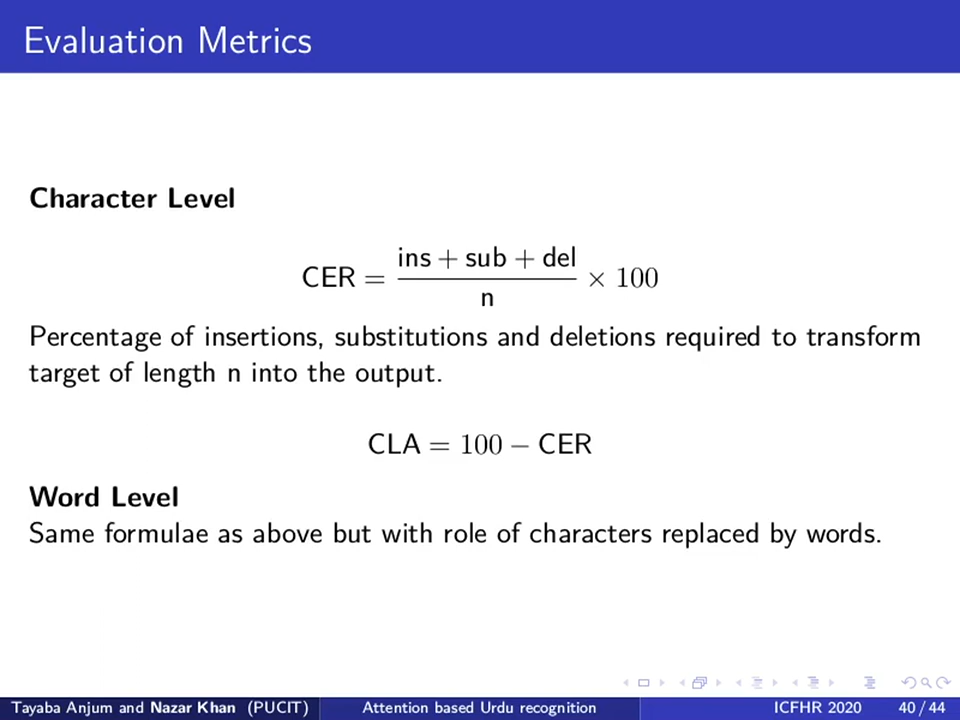 Evaluation Metrics
Character Level
CER = (ins + sub + del) / n × 100
Percentage of insertions, substitutions and deletions required to transform
target of length n into the output.
CLA = 100 − CER
Word Level
Same formulae as above but with role of characters replaced by words.
Tayaba Anjum and Nazar Khan (PUCIT) Attention based Urdu recognition ICFHR 2020 40 / 44